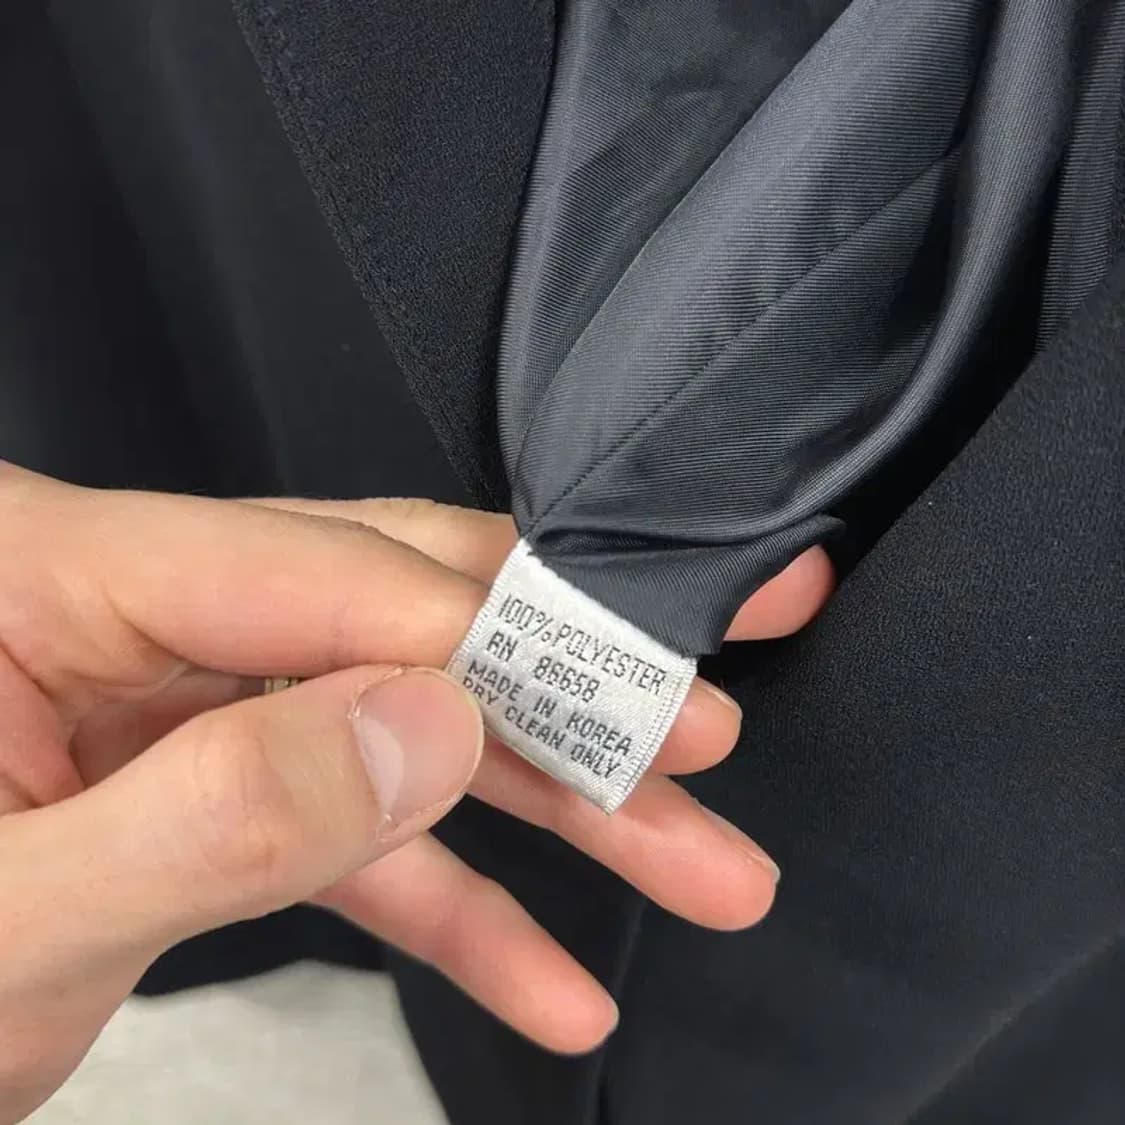 100% POLYESTER
RN 86658
MADE IN KOREA
DRY CLEAN ONLY